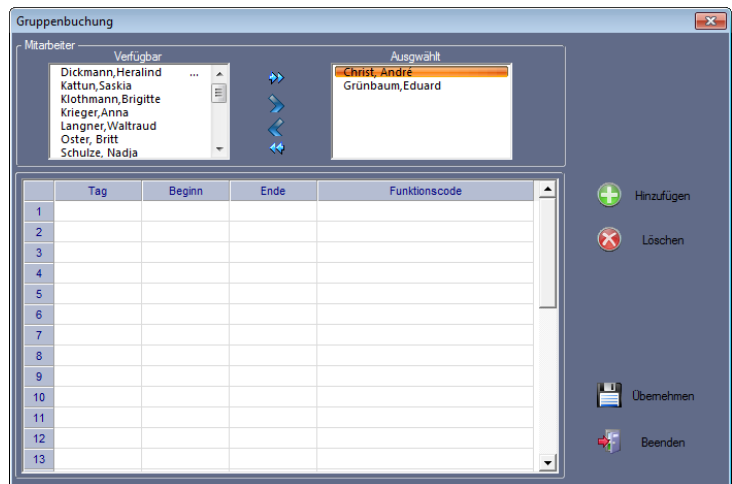 Gruppenbuchung
Mitarbeiter
Verfügbar
Ausgwählt
Dickmann,Heralind ...
Kattun,Saskia
Klothmann,Brigitte
Krieger,Anna
Langner,Waltraud
Oster, Britt
Schulze, Nadja
Christ, André
Grünbaum,Eduard
Tag Beginn Ende Funktionscode
1
2
3
4
5
6
7
8
9
10
11
12
13
Hinzufügen
Löschen
Übernehmen
Beenden